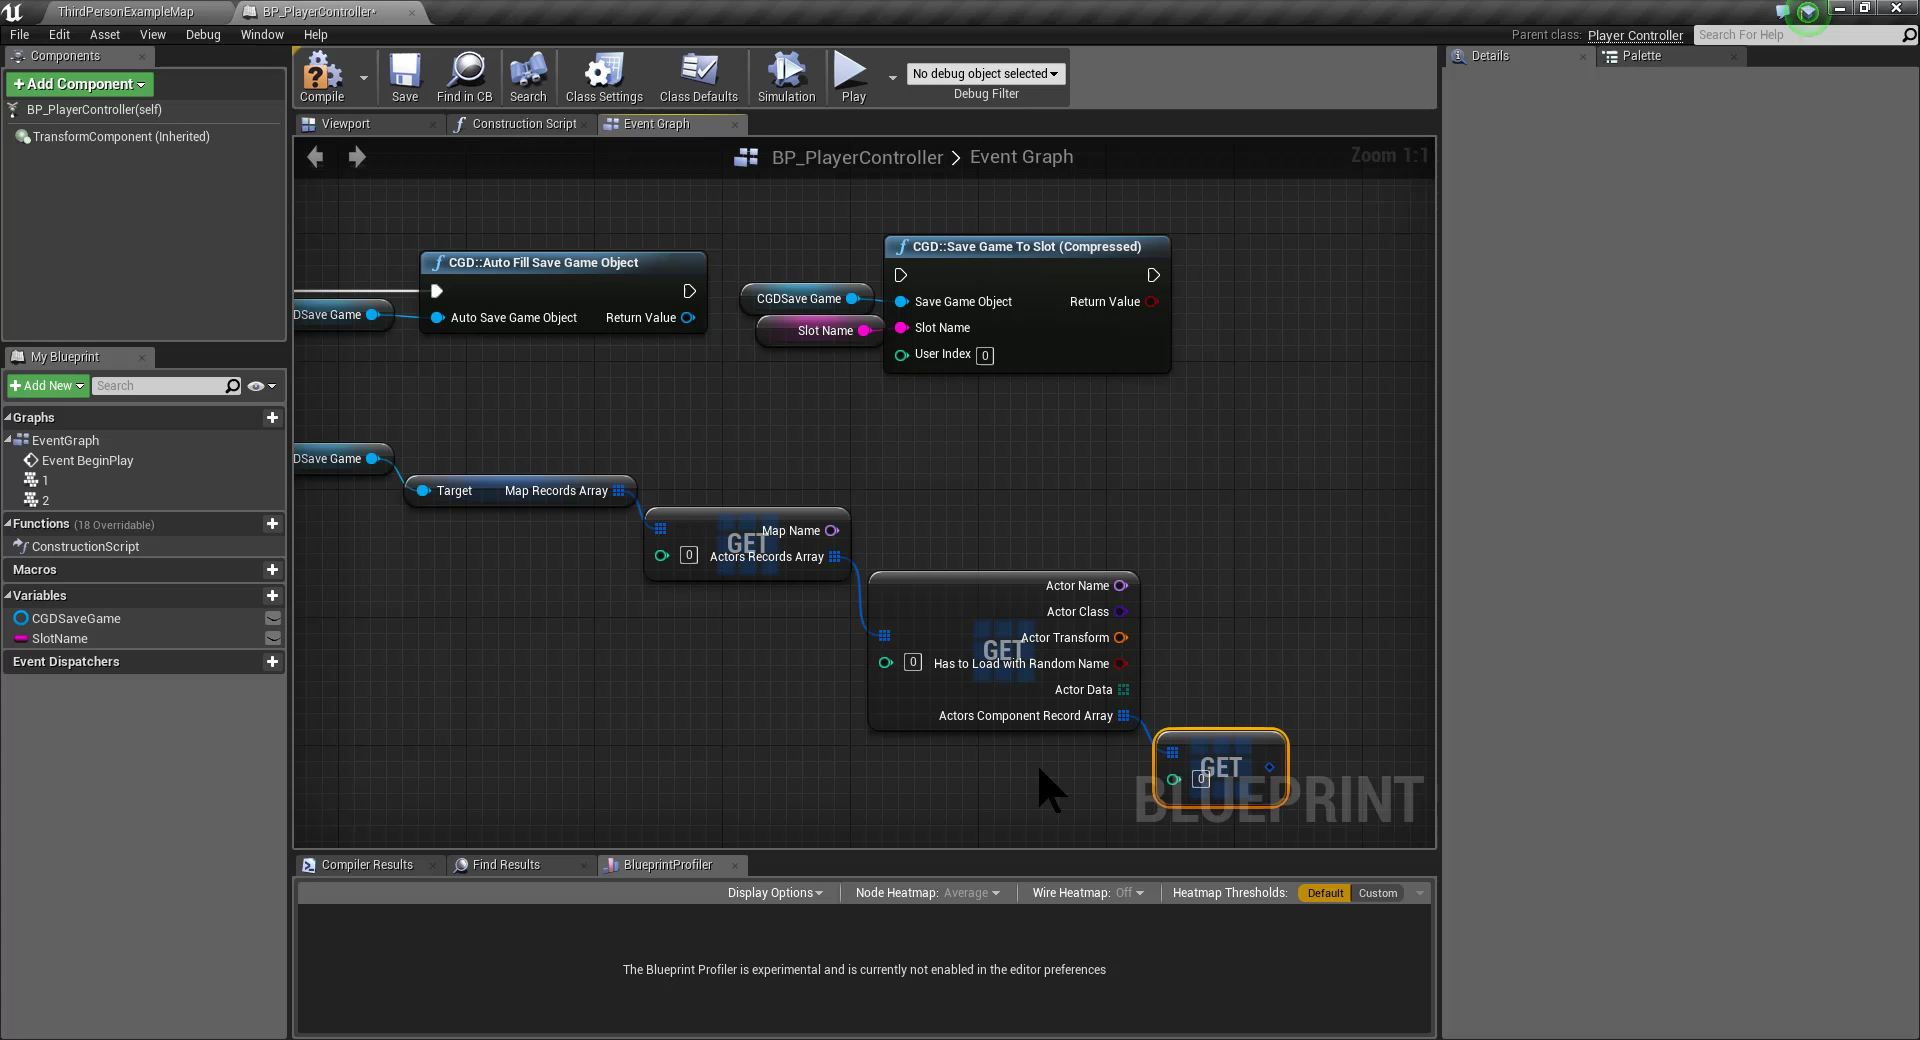 ThirdPersonExampleMap
BP_PlayerController*
File Edit Asset View Debug Window Help
Parent class: Player Controller
Search For Help
Components
+Add Component
BP_PlayerController(self)
TransformComponent (Inherited)
Compile
Save
Find in CB
Search
Class Settings
Class Defaults
Simulation
Play
No debug object selected
Debug Filter
Details
Palette
Viewport
Construction Script
Event Graph
BP_PlayerController > Event Graph
Zoom 1:1
CGD::Auto Fill Save Game Object
DSave Game
Auto Save Game Object
Return Value
CGD::Save Game To Slot (Compressed)
CGDSave Game
Save Game Object
Return Value
Slot Name
Slot Name
User Index 0
DSave Game
Target
Map Records Array
GET
Map Name
0
Actors Records Array
GET
Actor Name
Actor Class
Actor Transform
0
Has to Load with Random Name
Actor Data
Actors Component Record Array
GET
0
BLUEPRINT
My Blueprint
+Add New
Search
Graphs
EventGraph
Event BeginPlay
1
2
Functions (18 Overridable)
ConstructionScript
Macros
Variables
CGDSaveGame
SlotName
Event Dispatchers
Compiler Results
Find Results
BlueprintProfiler
Display Options
Node Heatmap: Average
Wire Heatmap: Off
Heatmap Thresholds: Default Custom
The Blueprint Profiler is experimental and is currently not enabled in the editor preferences